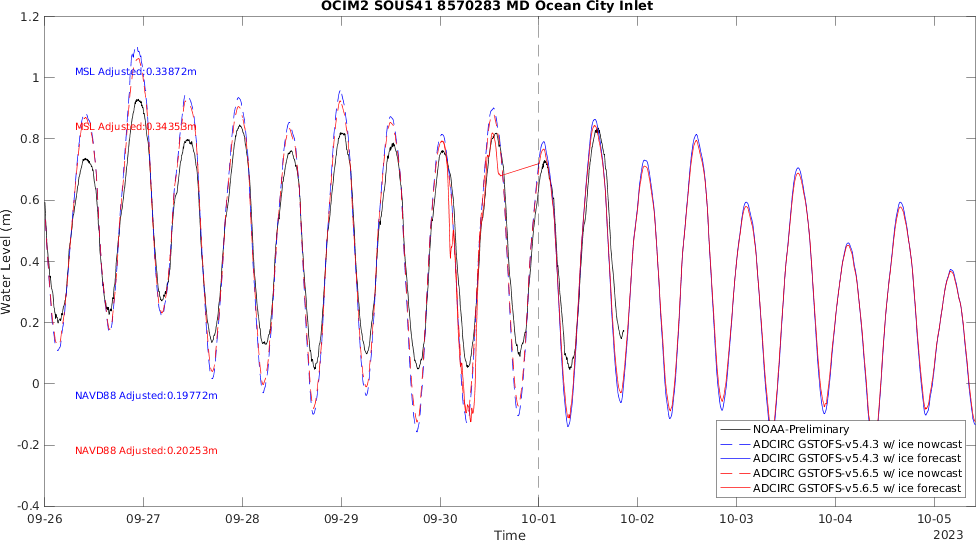 OCIM2 SOUS41 8570283 MD Ocean City Inlet
1.2
1
0.8
0.6
0.4
0.2
0
-0.2
-0.4
Water Level (m)
MSL Adjusted:0.33872m
MSL Adjusted:0.34353m
NAVD88 Adjusted:0.19772m
NAVD88 Adjusted:0.20253m
NOAA-Preliminary
ADCIRC GSTOFS-v5.4.3 w/ ice nowcast
ADCIRC GSTOFS-v5.4.3 w/ ice forecast
ADCIRC GSTOFS-v5.6.5 w/ ice nowcast
ADCIRC GSTOFS-v5.6.5 w/ ice forecast
09-26 09-27 09-28 09-29 09-30 10-01 10-02 10-03 10-04 10-05
2023
Time